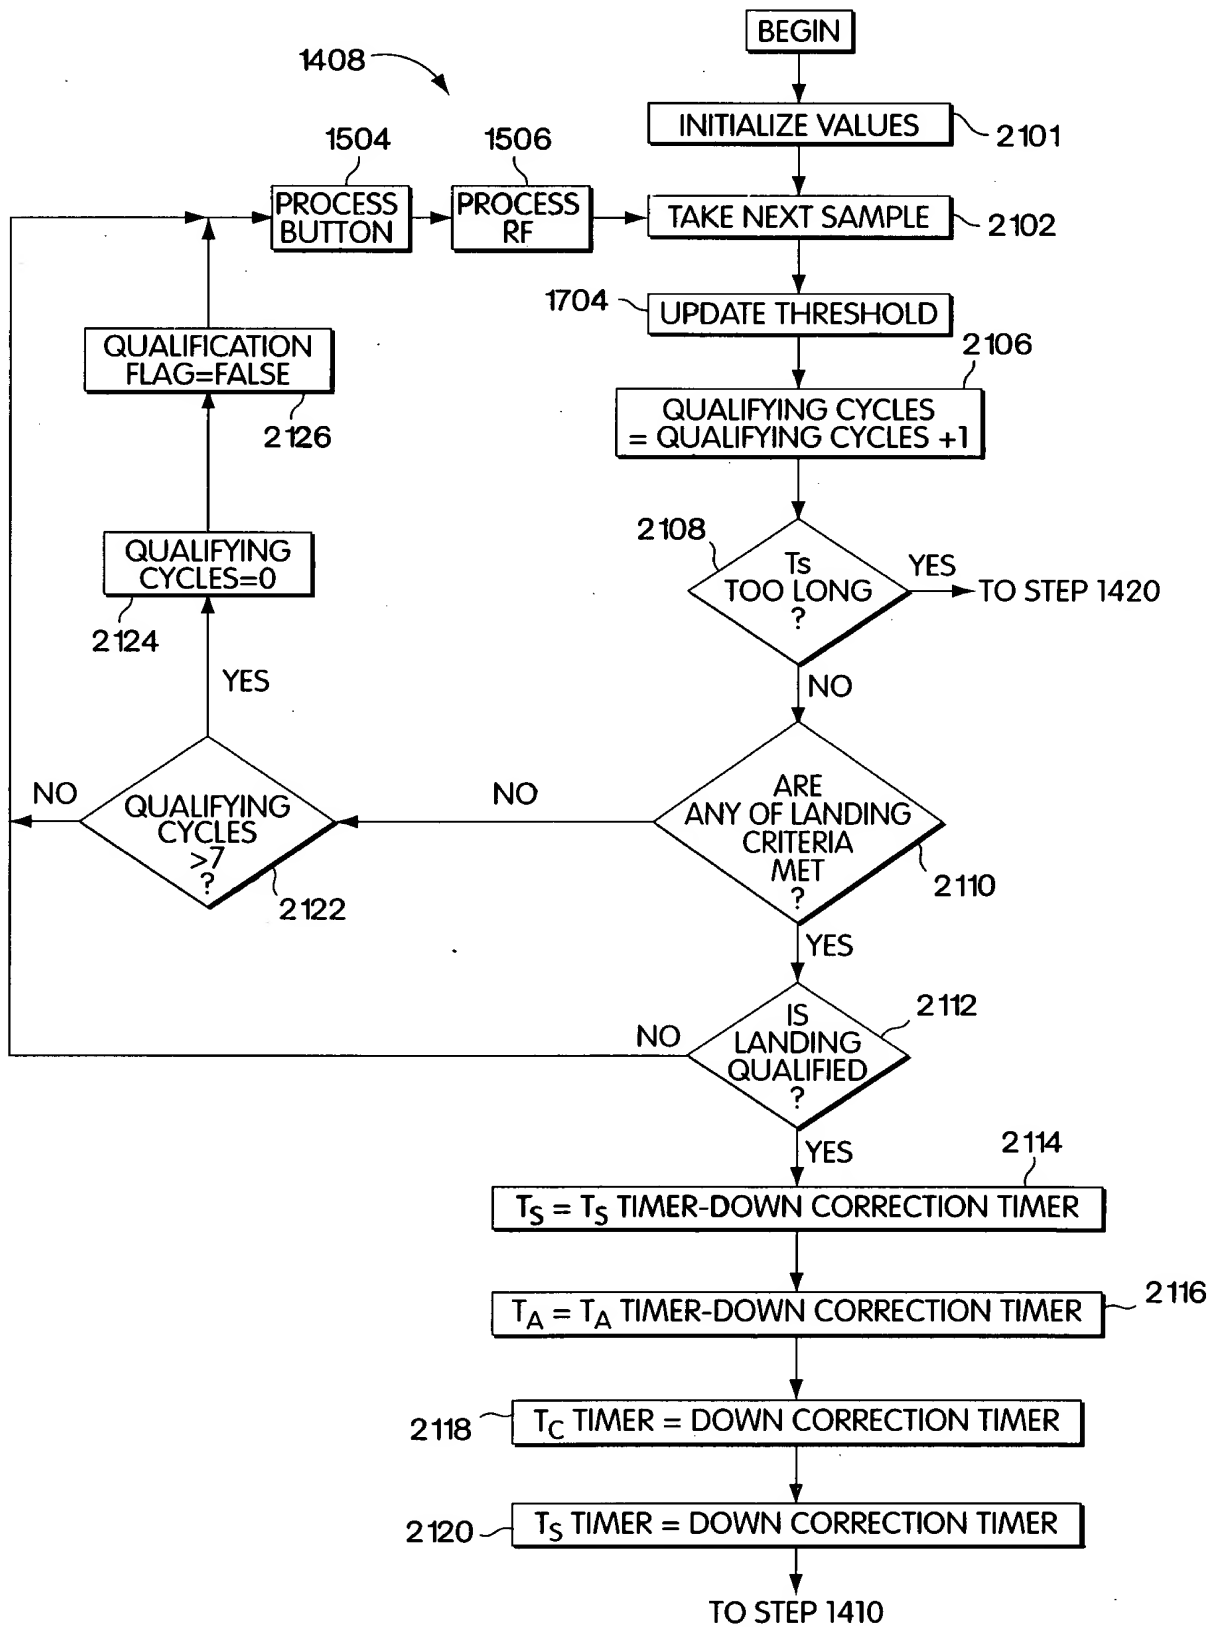 BEGIN
1408
INITIALIZE VALUES
2101
1504
1506
PROCESS
BUTTON
PROCESS
RF
TAKE NEXT SAMPLE
2102
1704
UPDATE THRESHOLD
2106
QUALIFICATION
FLAG=FALSE
2126
QUALIFYING CYCLES
= QUALIFYING CYCLES +1
2108
Ts
TOO LONG
?
YES
TO STEP 1420
QUALIFYING
CYCLES=0
2124
YES
NO
NO
QUALIFYING
CYCLES
>7
?
2122
NO
ARE
ANY OF LANDING
CRITERIA
MET
?
2110
YES
NO
IS
LANDING
QUALIFIED
?
2112
YES
2114
TS = TS TIMER-DOWN CORRECTION TIMER
TA = TA TIMER-DOWN CORRECTION TIMER
2116
2118
TC TIMER = DOWN CORRECTION TIMER
2120
TS TIMER = DOWN CORRECTION TIMER
TO STEP 1410